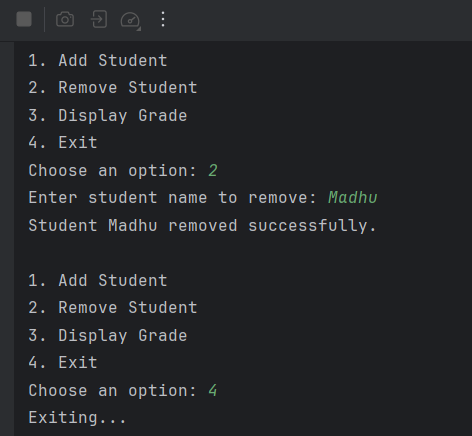 1. Add Student
2. Remove Student
3. Display Grade
4. Exit
Choose an option: 2
Enter student name to remove: Madhu
Student Madhu removed successfully.
1. Add Student
2. Remove Student
3. Display Grade
4. Exit
Choose an option: 4
Exiting...